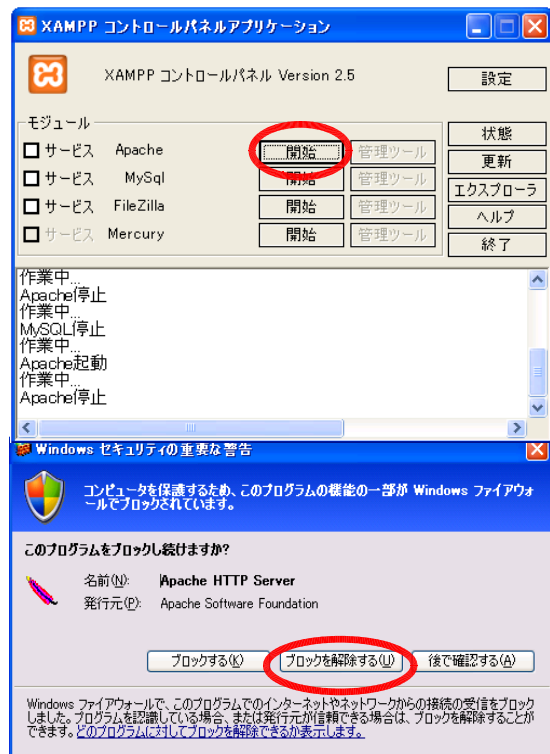 XAMPP コントロールパネルアプリケーション
XAMPP コントロールパネル Version 2.5
設定
モジュール
サービス Apache 開始 管理ツール
サービス MySql 開始 管理ツール
サービス FileZilla 開始 管理ツール
サービス Mercury 開始 管理ツール
状態
更新
エクスプローラ
ヘルプ
終了
作業中...
Apache停止
作業中...
MySQL停止
作業中...
Apache起動
作業中...
Apache停止
Windows セキュリティの重要な警告
コンピュータを保護するため、このプログラムの機能の一部が Windows ファイアウォ
ールでブロックされています。
このプログラムをブロックし続けますか?
名前(N): Apache HTTP Server
発行元(P): Apache Software Foundation
ブロックする(K) ブロックを解除する(U) 後で確認する(A)
Windows ファイアウォールで、このプログラムでのインターネットやネットワークからの接続の受信をブロック
しました。プログラムを認識している場合、または発行元が信頼できる場合は、ブロックを解除することが
できます。どのプログラムに対してブロックを解除できるか表示します。